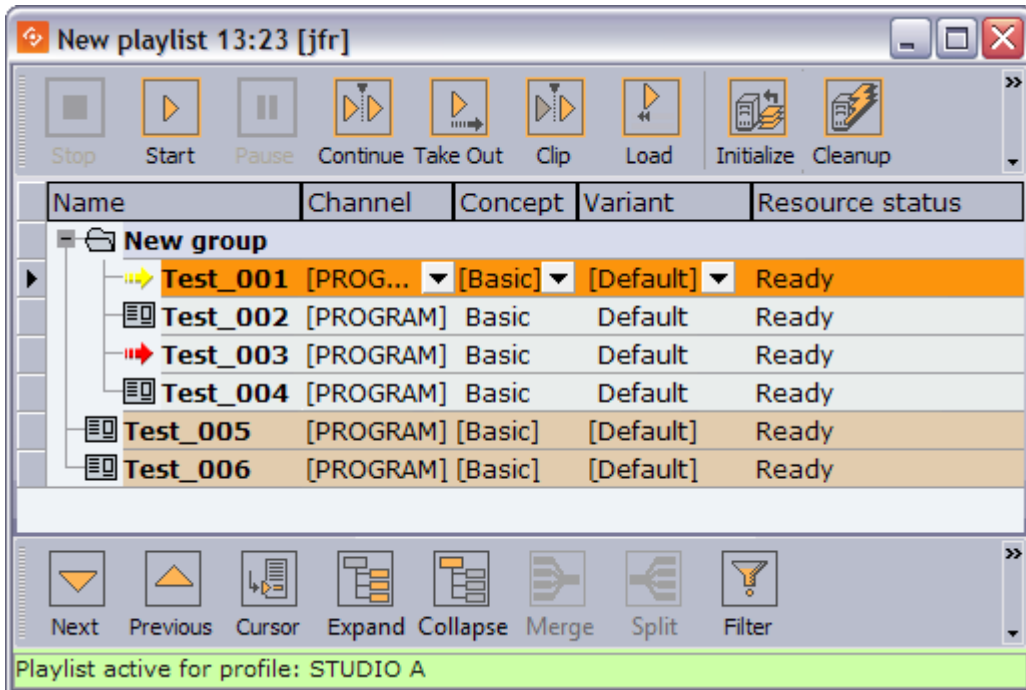 New playlist 13:23 [jfr]
Stop Start Pause Continue Take Out Clip Load Initialize Cleanup
Name Channel Concept Variant Resource status
New group
Test_001 [PROG... [Basic] [Default] Ready
Test_002 [PROGRAM] Basic Default Ready
Test_003 [PROGRAM] Basic Default Ready
Test_004 [PROGRAM] Basic Default Ready
Test_005 [PROGRAM] [Basic] [Default] Ready
Test_006 [PROGRAM] [Basic] [Default] Ready
Next Previous Cursor Expand Collapse Merge Split Filter
Playlist active for profile: STUDIO A